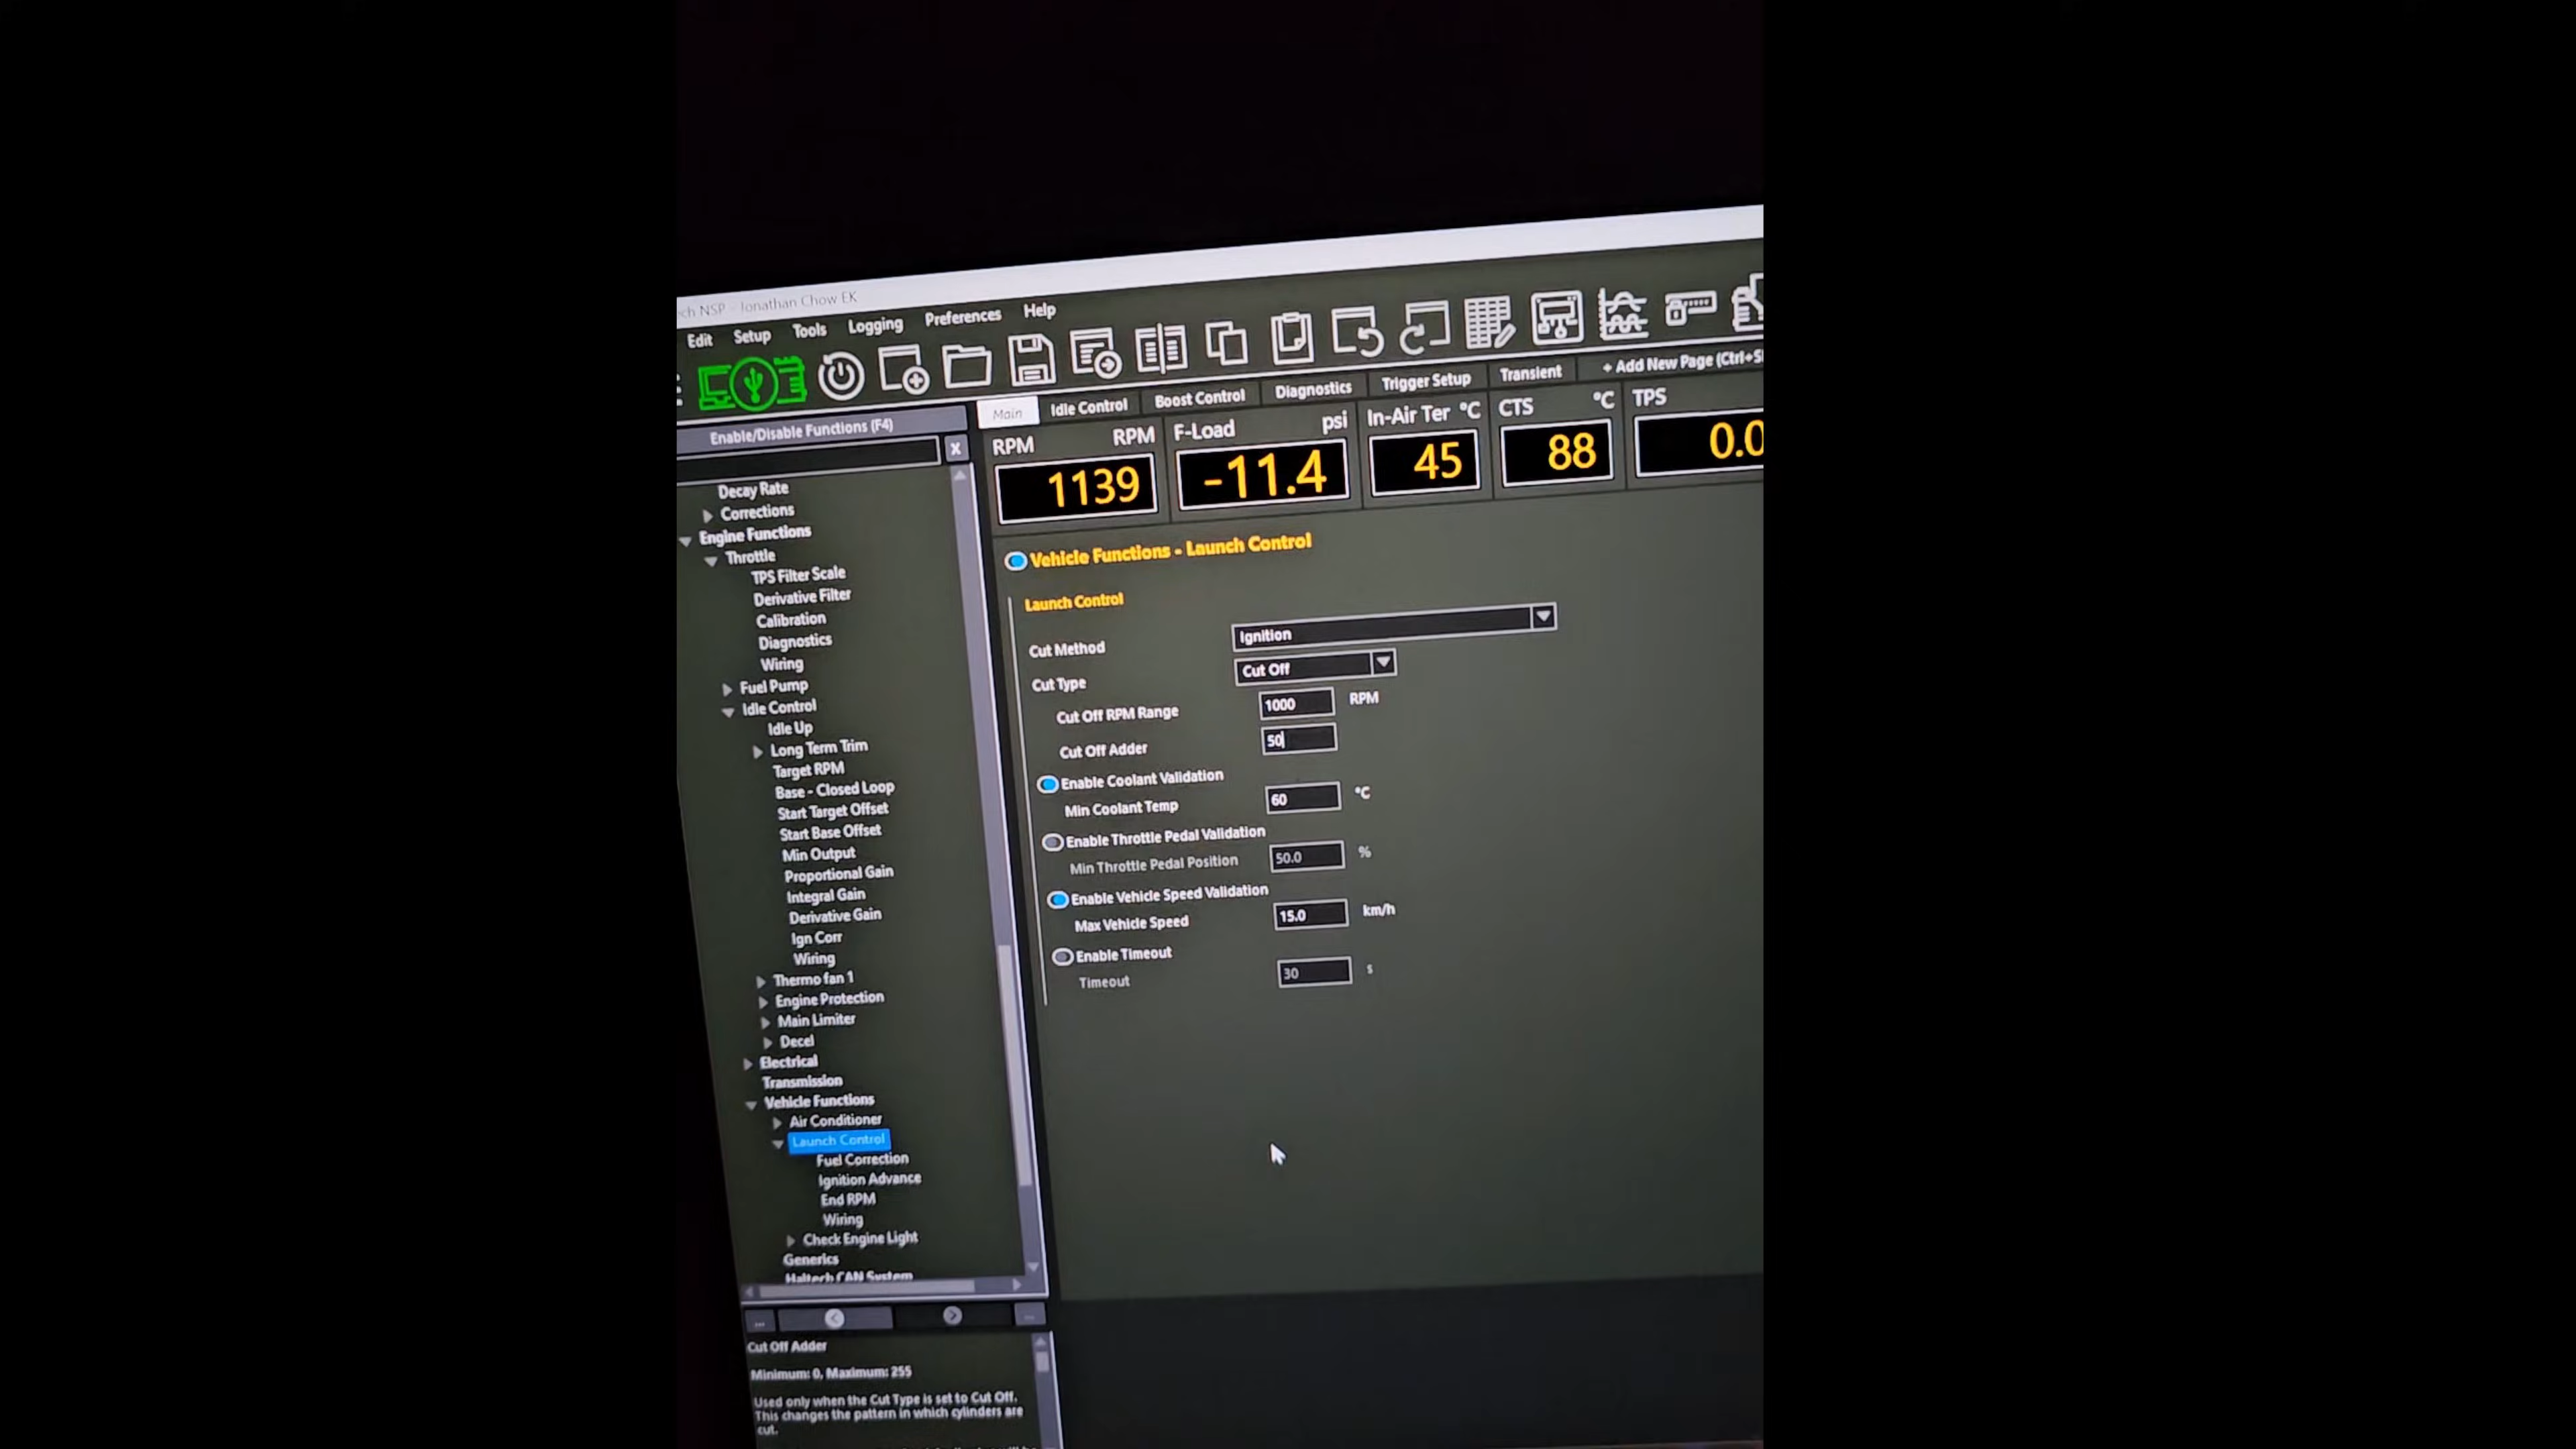 ch NSP - Jonathan Chow EK
Edit Setup Tools Logging Preferences Help
Enable/Disable Functions (F4)
X
Main Idle Control Boost Control Diagnostics Trigger Setup Transient + Add New Page (Ctrl+S
RPM RPM F-Load psi In-Air Ter °C CTS °C TPS
1139 -11.4 45 88 0.0
Decay Rate
Corrections
Engine Functions
Throttle
TPS Filter Scale
Derivative Filter
Calibration
Diagnostics
Wiring
Fuel Pump
Idle Control
Idle Up
Long Term Trim
Target RPM
Base - Closed Loop
Start Target Offset
Start Base Offset
Min Output
Proportional Gain
Integral Gain
Derivative Gain
Ign Corr
Wiring
Thermo fan 1
Engine Protection
Main Limiter
Decel
Electrical
Transmission
Vehicle Functions
Air Conditioner
Launch Control
Fuel Correction
Ignition Advance
End RPM
Wiring
Check Engine Light
Generics
Haltech CAN System
Vehicle Functions - Launch Control
Launch Control
Cut Method Ignition
Cut Type Cut Off
Cut Off RPM Range 1000 RPM
Cut Off Adder 50
Enable Coolant Validation
Min Coolant Temp 60 °C
Enable Throttle Pedal Validation
Min Throttle Pedal Position 50.0 %
Enable Vehicle Speed Validation
Max Vehicle Speed 15.0 km/h
Enable Timeout
Timeout 30 s
... ...
Cut Off Adder
Minimum: 0, Maximum: 255
Used only when the Cut Type is set to Cut Off.
This changes the pattern in which cylinders are
cut.